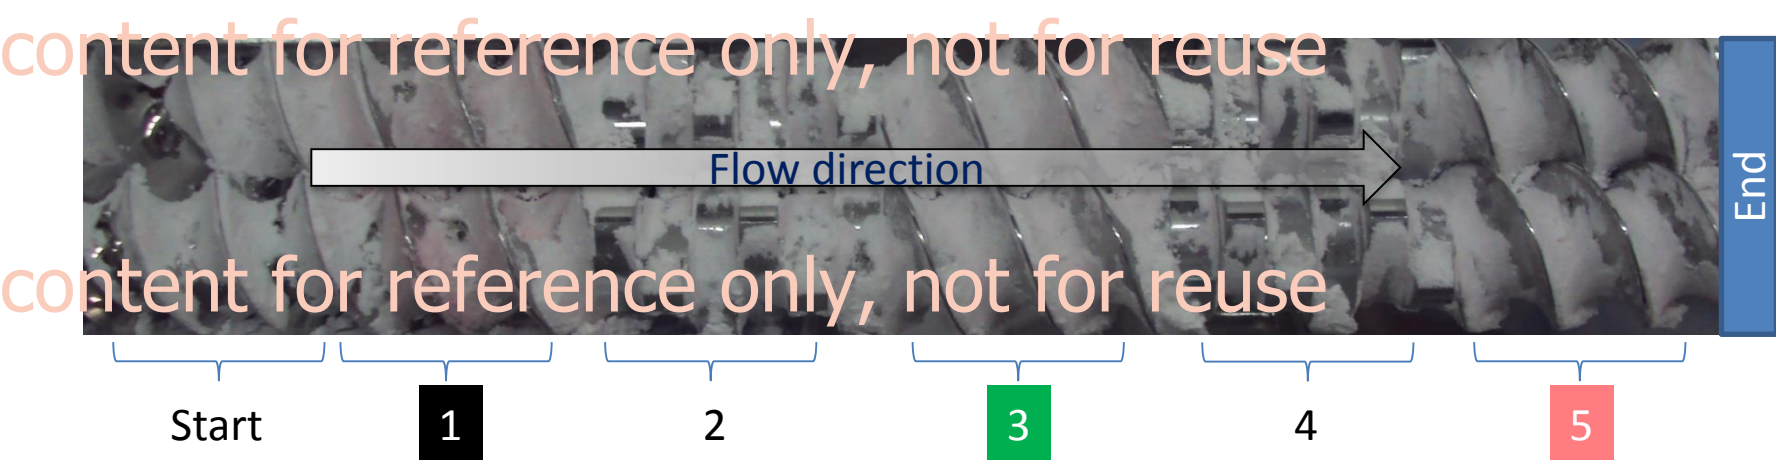 content for reference only, not for reuse
Flow direction
End
content for reference only, not for reuse
Start 1 2 3 4 5